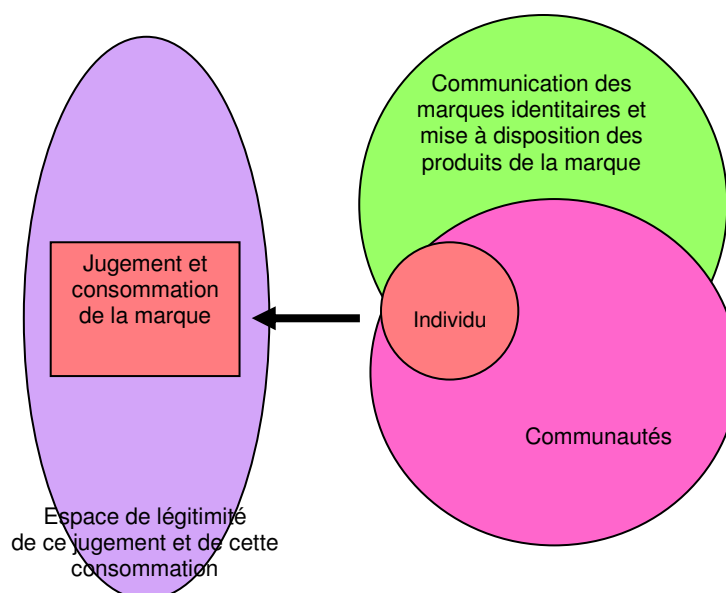 Communication des
marques identitaires et
mise à disposition des
produits de la marque
Jugement et
consommation
de la marque
Individu
Communautés
Espace de légitimité
de ce jugement et de cette
consommation